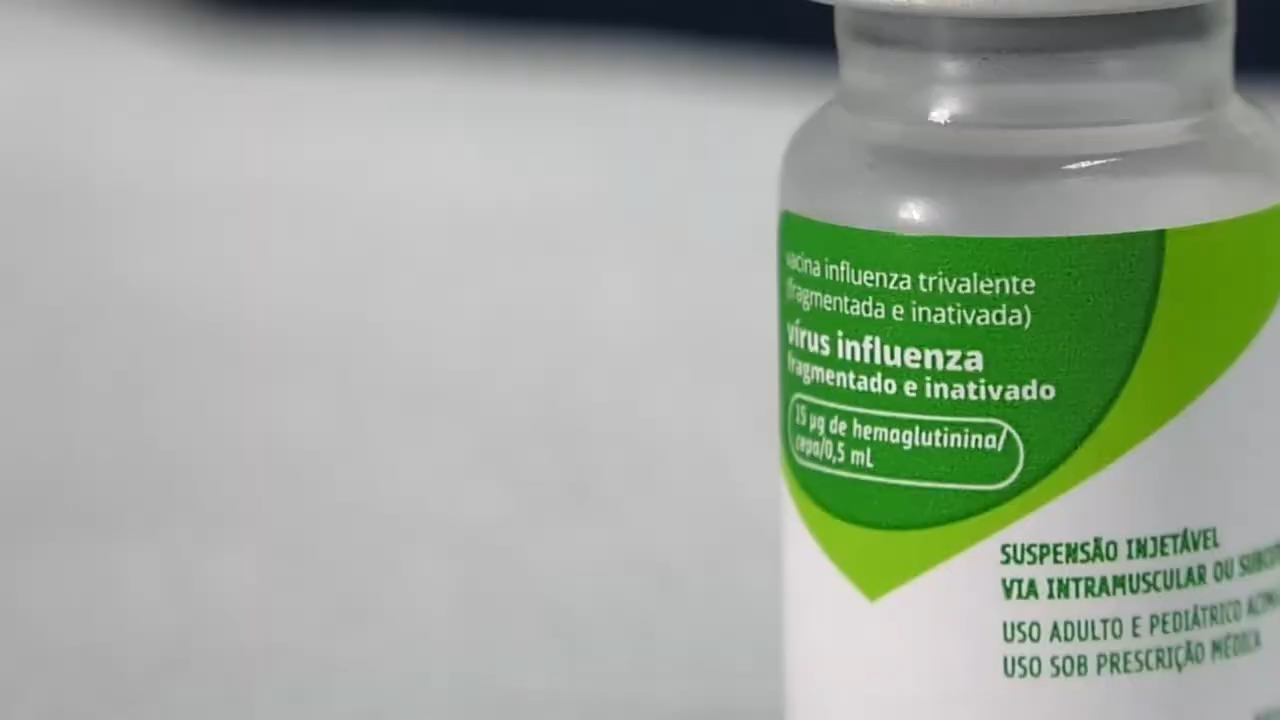 vacina influenza trivalente
(fragmentada e inativada)
vírus influenza
fragmentado e inativado
15 µg de hemaglutinina/
cepa/0,5 mL
SUSPENSÃO INJETÁVEL
VIA INTRAMUSCULAR OU
USO ADULTO E PEDIÁTRICO
USO SOB PRESCRIÇÃO MÉDICA